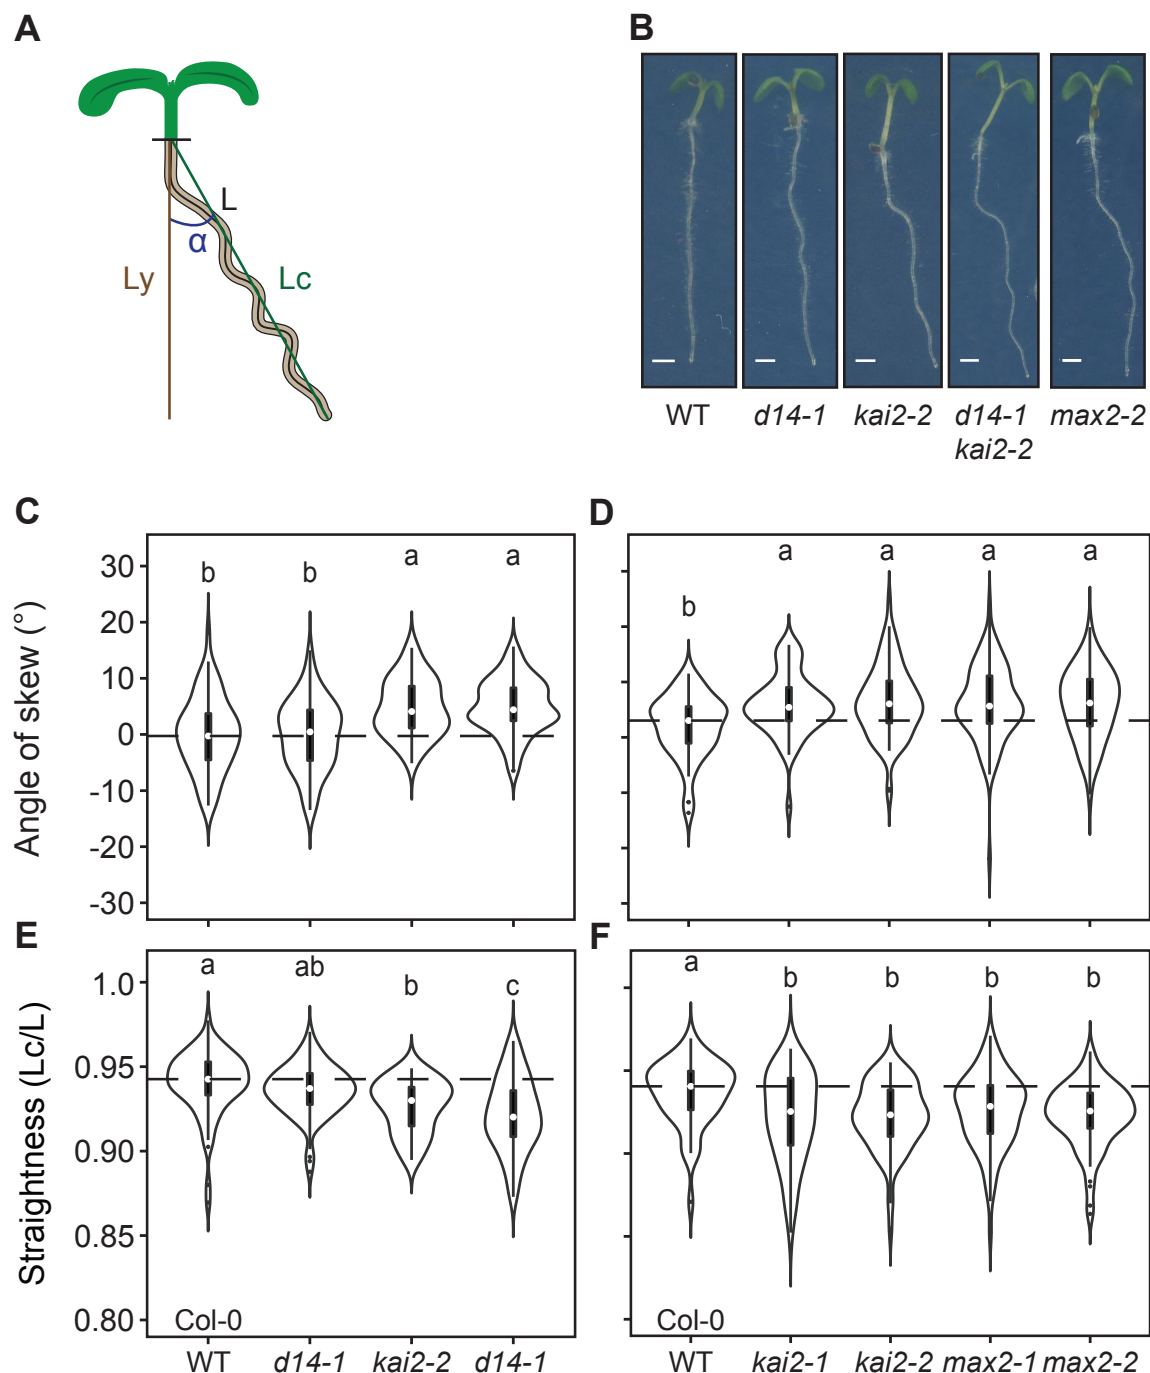 A
L
α
Ly
Lc
B
WT
d14-1
kai2-2
d14-1
kai2-2
max2-2
C
Angle of skew (°)
30
20
10
0
-10
-20
-30
b
b
a
a
D
b
a
a
a
a
E
Straightness (Lc/L)
1.0
0.95
0.90
0.85
0.80
a
ab
b
c
Col-0
WT
d14-1
kai2-2
d14-1
F
a
b
b
b
b
Col-0
WT
kai2-1
kai2-2
max2-1
max2-2